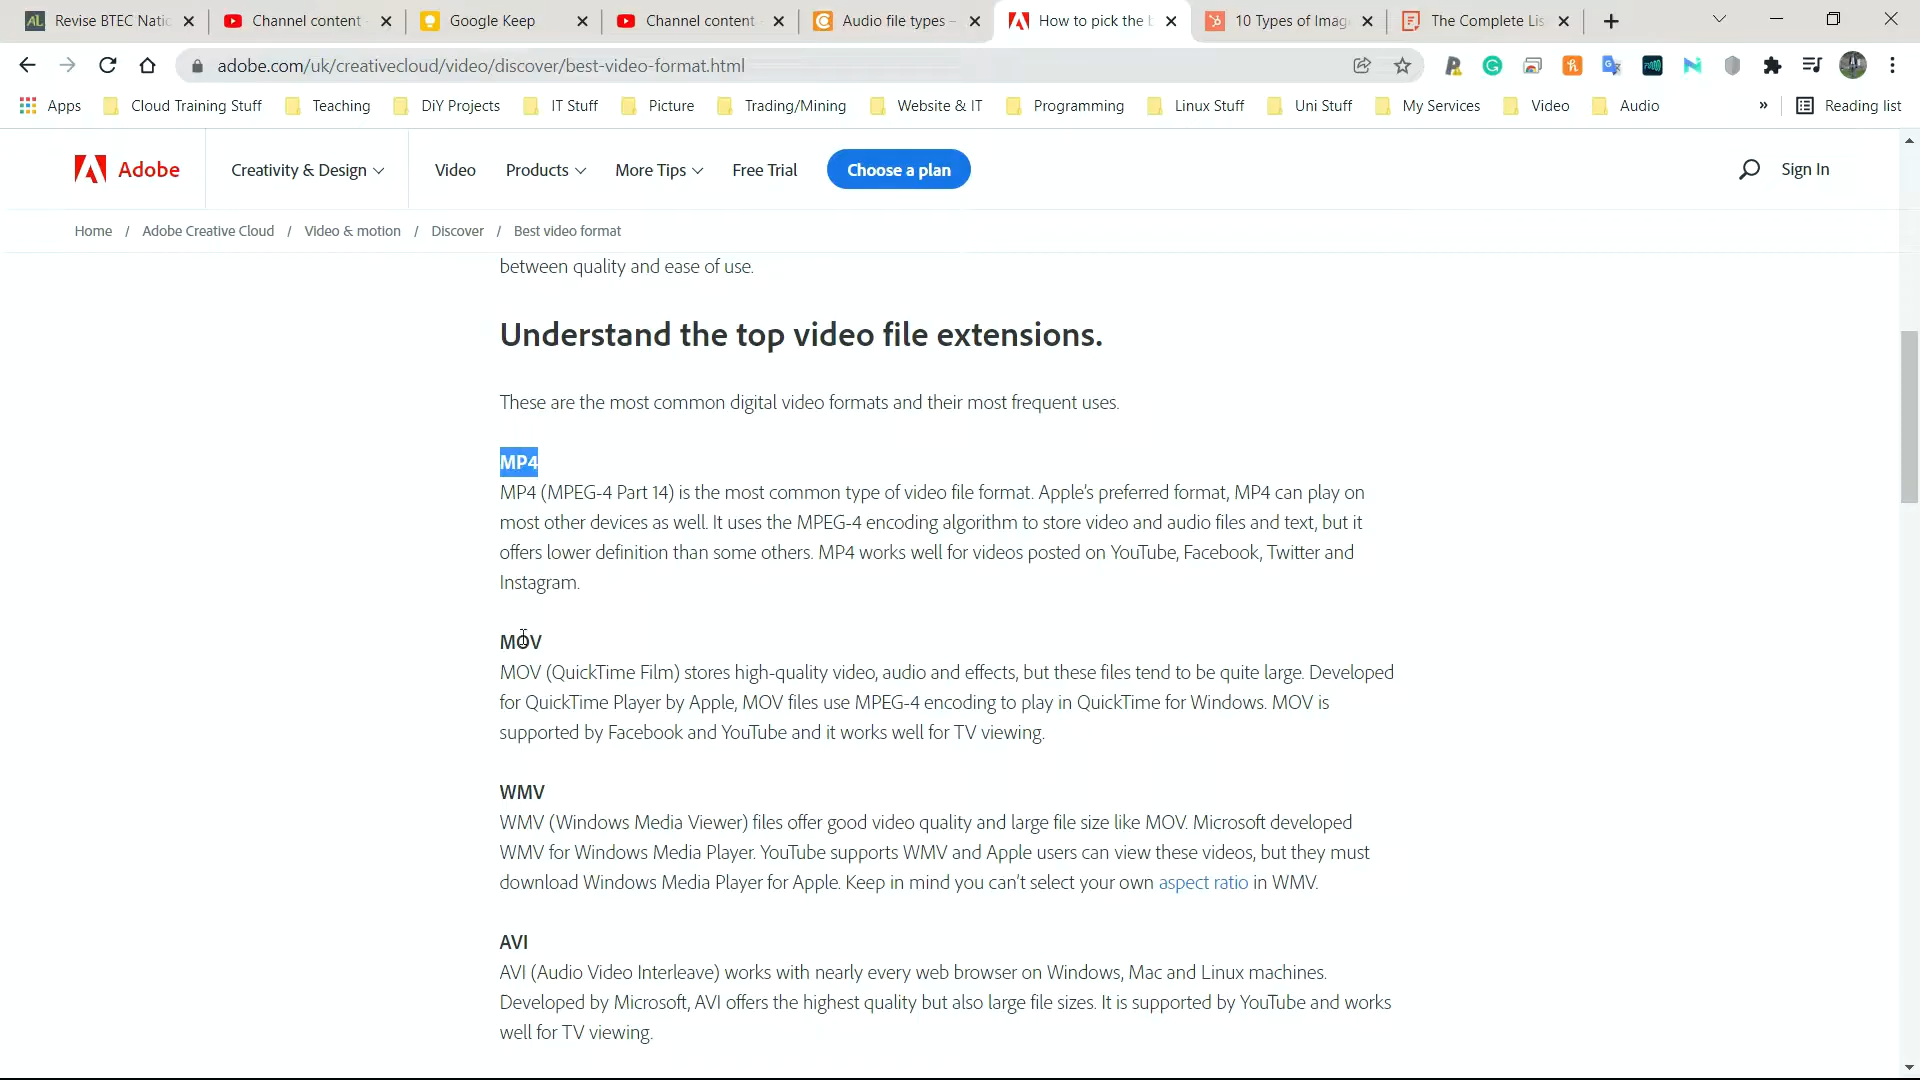 Revise BTEC Natic
Channel content
Google Keep
Channel content
Audio file types –
How to pick the b
10 Types of Imag
The Complete Lis
adobe.com/uk/creativecloud/video/discover/best-video-format.html
Apps
Cloud Training Stuff
Teaching
DiY Projects
IT Stuff
Picture
Trading/Mining
Website & IT
Programming
Linux Stuff
Uni Stuff
My Services
Video
Audio
»
Reading list
Adobe
Creativity & Design
Video
Products
More Tips
Free Trial
Choose a plan
Sign In
Home / Adobe Creative Cloud / Video & motion / Discover / Best video format
between quality and ease of use.
Understand the top video file extensions.
These are the most common digital video formats and their most frequent uses.
MP4
MP4 (MPEG-4 Part 14) is the most common type of video file format. Apple’s preferred format, MP4 can play on
most other devices as well. It uses the MPEG-4 encoding algorithm to store video and audio files and text, but it
offers lower definition than some others. MP4 works well for videos posted on YouTube, Facebook, Twitter and
Instagram.
MOV
MOV (QuickTime Film) stores high-quality video, audio and effects, but these files tend to be quite large. Developed
for QuickTime Player by Apple, MOV files use MPEG-4 encoding to play in QuickTime for Windows. MOV is
supported by Facebook and YouTube and it works well for TV viewing.
WMV
WMV (Windows Media Viewer) files offer good video quality and large file size like MOV. Microsoft developed
WMV for Windows Media Player. YouTube supports WMV and Apple users can view these videos, but they must
download Windows Media Player for Apple. Keep in mind you can’t select your own aspect ratio in WMV.
AVI
AVI (Audio Video Interleave) works with nearly every web browser on Windows, Mac and Linux machines.
Developed by Microsoft, AVI offers the highest quality but also large file sizes. It is supported by YouTube and works
well for TV viewing.